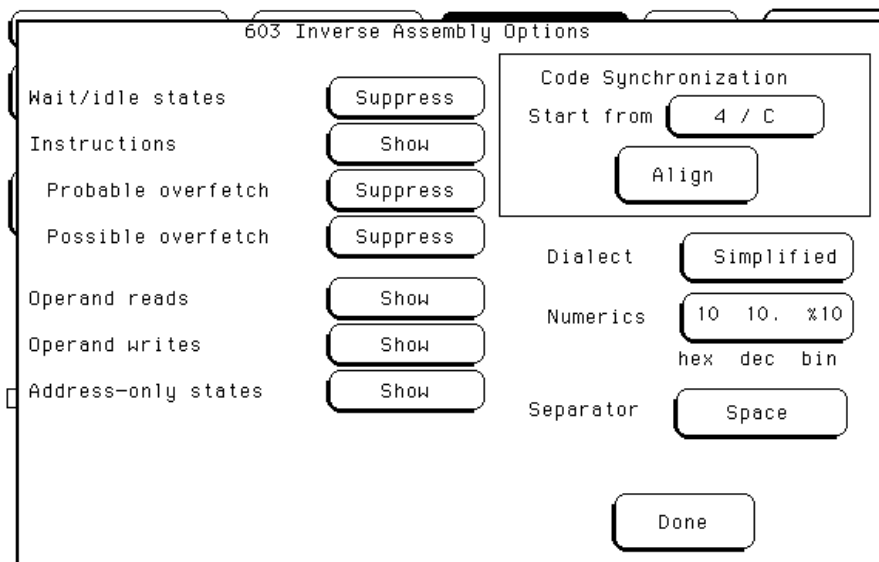 603 Inverse Assembly Options
Wait/idle states Suppress
Instructions Show
Probable overfetch Suppress
Possible overfetch Suppress
Operand reads Show
Operand writes Show
Address-only states Show
Code Synchronization
Start from 4 / C
Align
Dialect Simplified
Numerics 10 10. %10
hex dec bin
Separator Space
Done